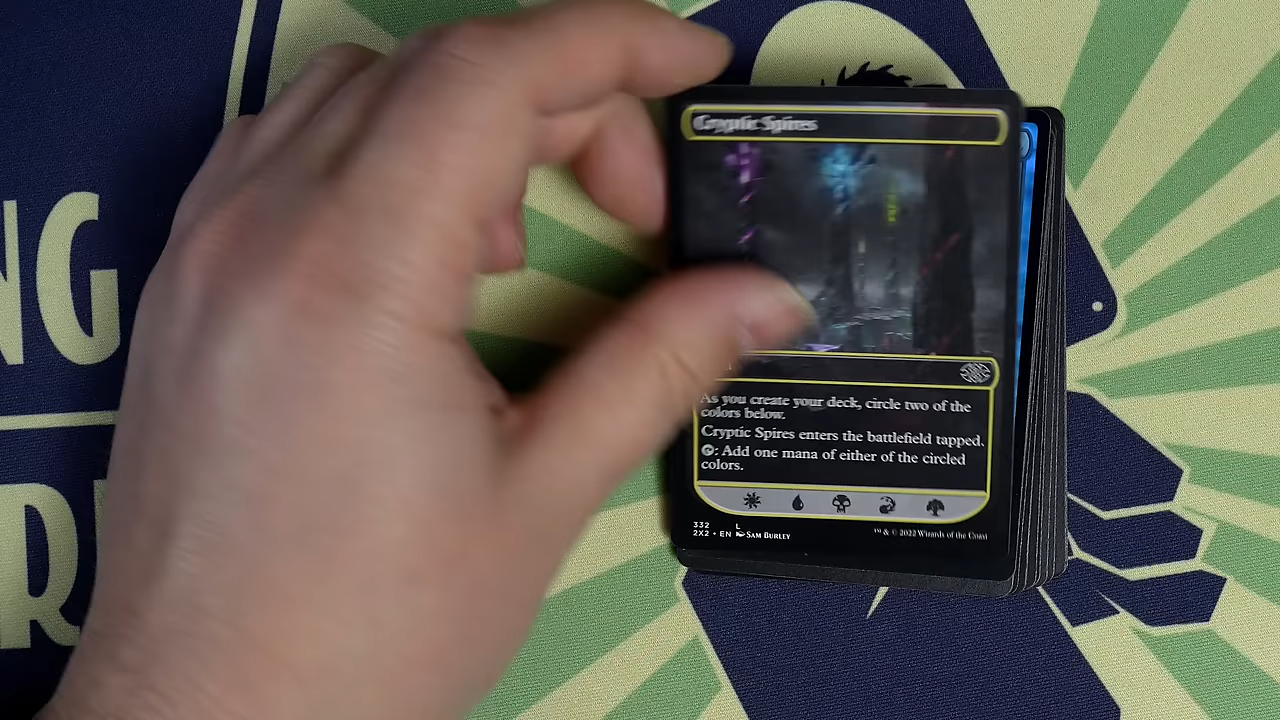 Cryptic Spires
As you create your deck, circle two of the
colors below.
Cryptic Spires enters the battlefield tapped.
: Add one mana of either of the circled
colors.
332 L
2X2 • EN SAM BURLEY
™ & © 2022 Wizards of the Coast
NG